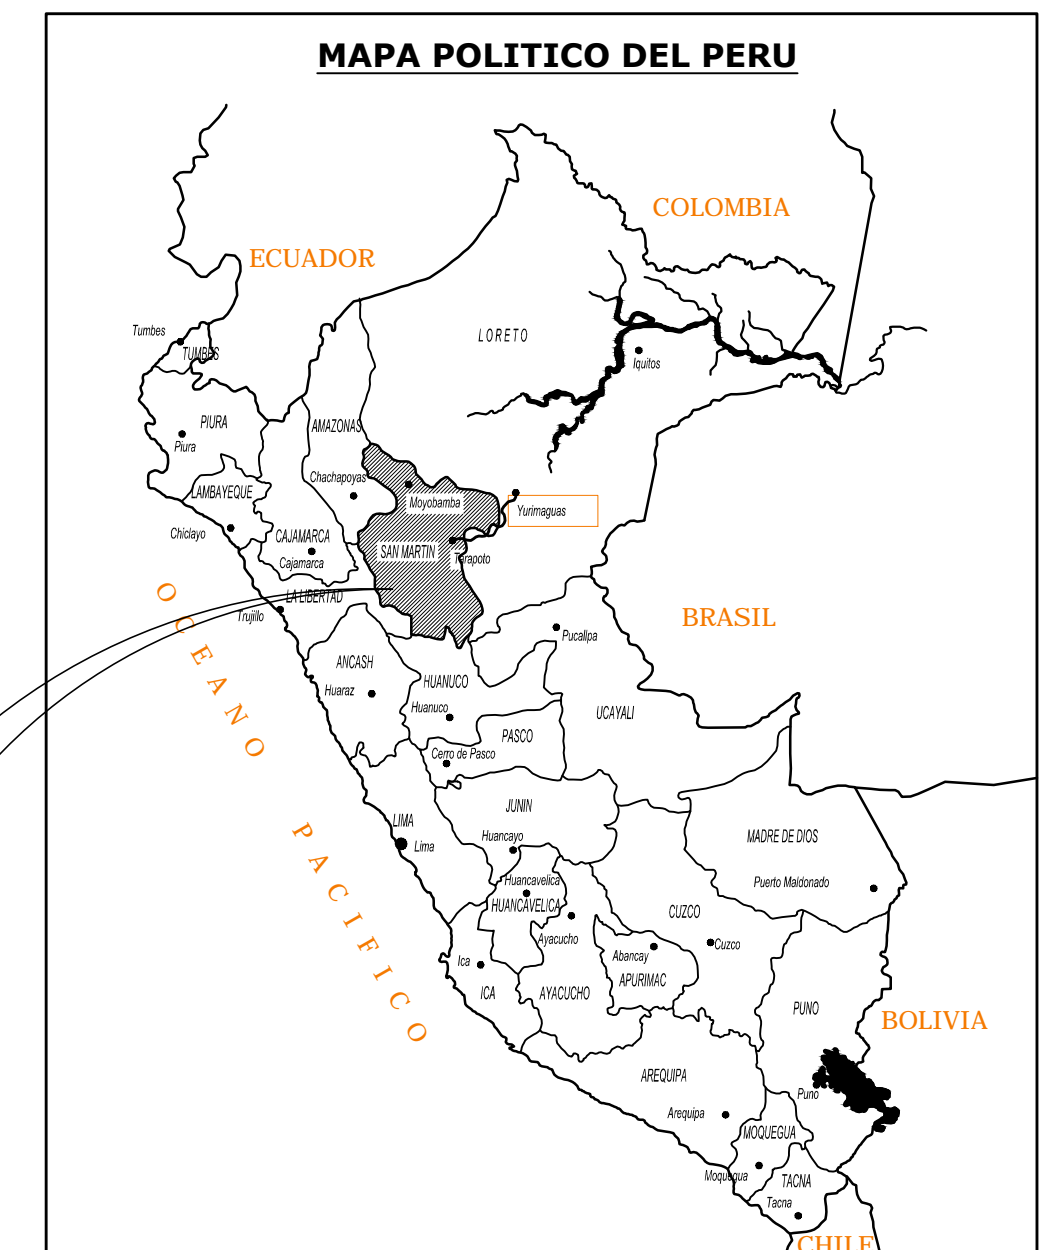 MAPA POLITICO DEL PERU
COLOMBIA
ECUADOR
Tumbes
TUMBES
LORETO
Iquitos
PIURA
Piura
AMAZONAS
Chachapoyas
LAMBAYEQUE
Moyobamba
Yurimaguas
Chiclayo
CAJAMARCA
Cajamarca
SAN MARTIN
Tarapoto
LA LIBERTAD
Trujillo
BRASIL
Pucallpa
OCEANO PACIFICO
ANCASH
Huaraz
HUANUCO
Huanuco
UCAYALI
PASCO
Cerro de Pasco
JUNIN
LIMA
Lima
Huancayo
MADRE DE DIOS
Puerto Maldonado
Huancavelica
HUANCAVELICA
CUZCO
Cuzco
Ayacucho
Abancay
APURIMAC
Ica
ICA
AYACUCHO
PUNO
BOLIVIA
AREQUIPA
Puno
Arequipa
MOQUEGUA
Moquegua
TACNA
Tacna
CHILE